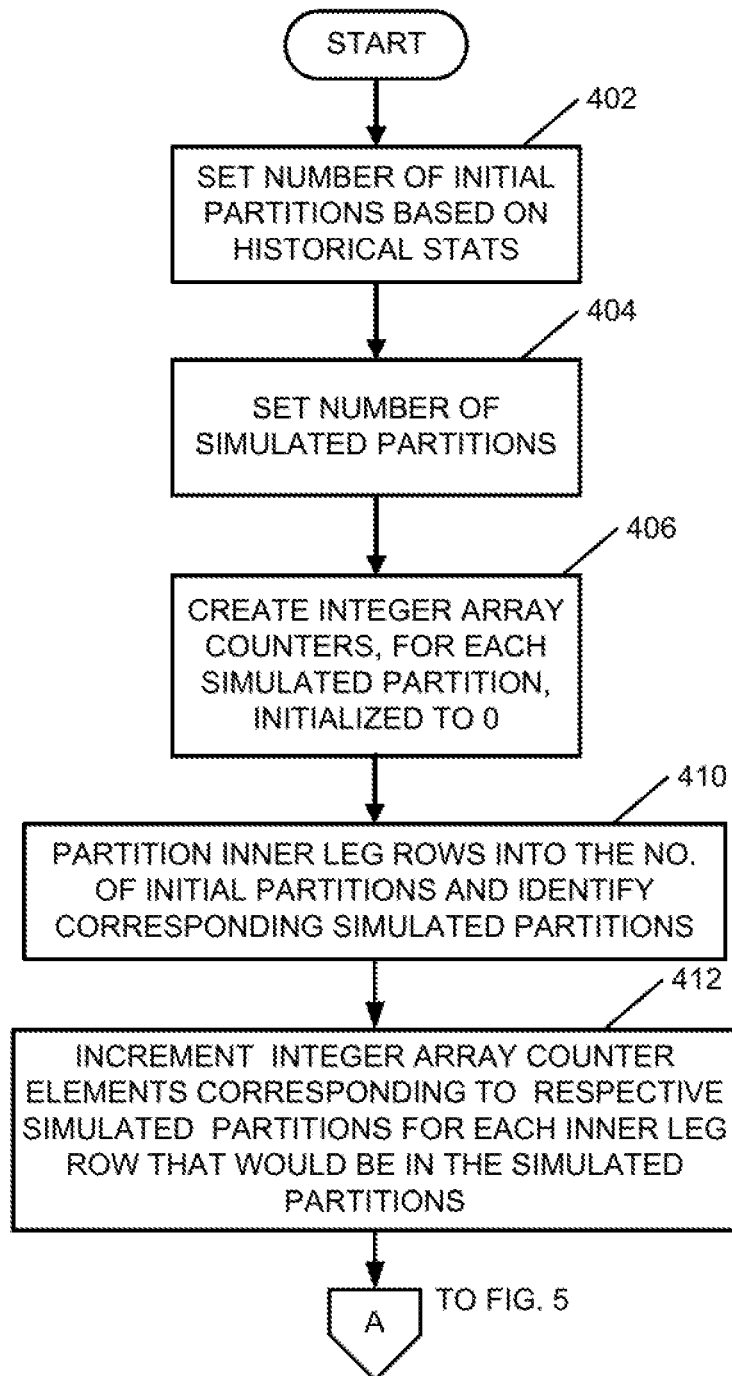 START
402
SET NUMBER OF INITIAL
PARTITIONS BASED ON
HISTORICAL STATS
404
SET NUMBER OF
SIMULATED PARTITIONS
406
CREATE INTEGER ARRAY
COUNTERS, FOR EACH
SIMULATED PARTITION,
INITIALIZED TO 0
410
PARTITION INNER LEG ROWS INTO THE NO.
OF INITIAL PARTITIONS AND IDENTIFY
CORRESPONDING SIMULATED PARTITIONS
412
INCREMENT INTEGER ARRAY COUNTER
ELEMENTS CORRESPONDING TO RESPECTIVE
SIMULATED PARTITIONS FOR EACH INNER LEG
ROW THAT WOULD BE IN THE SIMULATED
PARTITIONS
A
TO FIG. 5